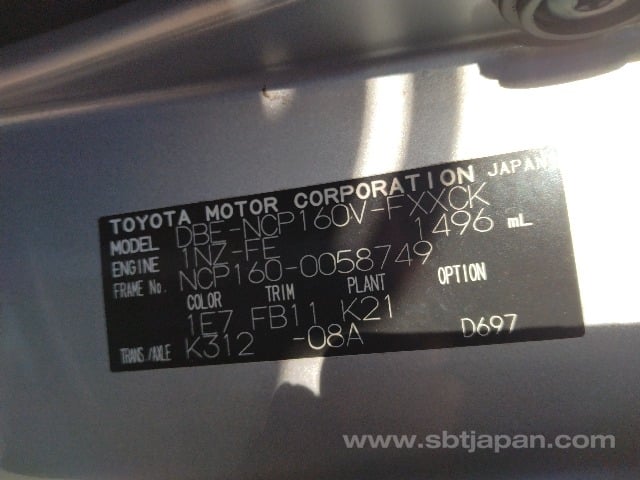 TOYOTA MOTOR CORPORATION JAPAN
MODEL DBE-NCP160V-FXXCK
ENGINE 1NZ-FE 1496 mL
FRAME No. NCP160-0058749
COLOR TRIM PLANT OPTION
1E7 FB11 K21
TRANS./AXLE K312 -08A D697
www.sbtjapan.com